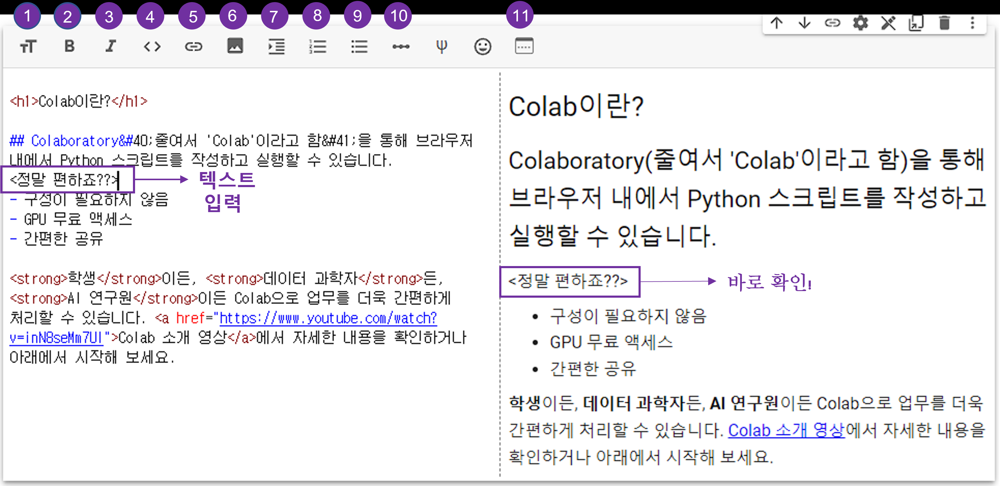 1 2 3 4 5 6 7 8 9 10 11
TT B I <> Ψ
<h1>Colab이란?</h1>
## Colaboratory&#40;줄여서 'Colab'이라고 함&#41;을 통해 브라우저
내에서 Python 스크립트를 작성하고 실행할 수 있습니다.
<정말 편하죠??>
텍스트
입력
- 구성이 필요하지 않음
- GPU 무료 액세스
- 간편한 공유
<strong>학생</strong>이든, <strong>데이터 과학자</strong>든,
<strong>AI 연구원</strong>이든 Colab으로 업무를 더욱 간편하게
처리할 수 있습니다. <a href="https://www.youtube.com/watch?
v=inN8seMm7UI">Colab 소개 영상</a>에서 자세한 내용을 확인하거나
아래에서 시작해 보세요.
Colab이란?
Colaboratory(줄여서 'Colab'이라고 함)을 통해
브라우저 내에서 Python 스크립트를 작성하고
실행할 수 있습니다.
<정말 편하죠??>
바로 확인!
• 구성이 필요하지 않음
• GPU 무료 액세스
• 간편한 공유
학생이든, 데이터 과학자든, AI 연구원이든 Colab으로 업무를 더욱
간편하게 처리할 수 있습니다. Colab 소개 영상에서 자세한 내용을
확인하거나 아래에서 시작해 보세요.